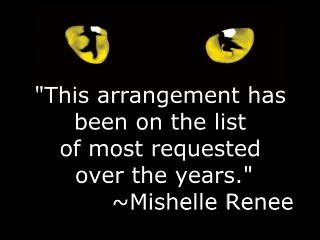 "This arrangement has
been on the list
of most requested
over the years."
~Mishelle Renee